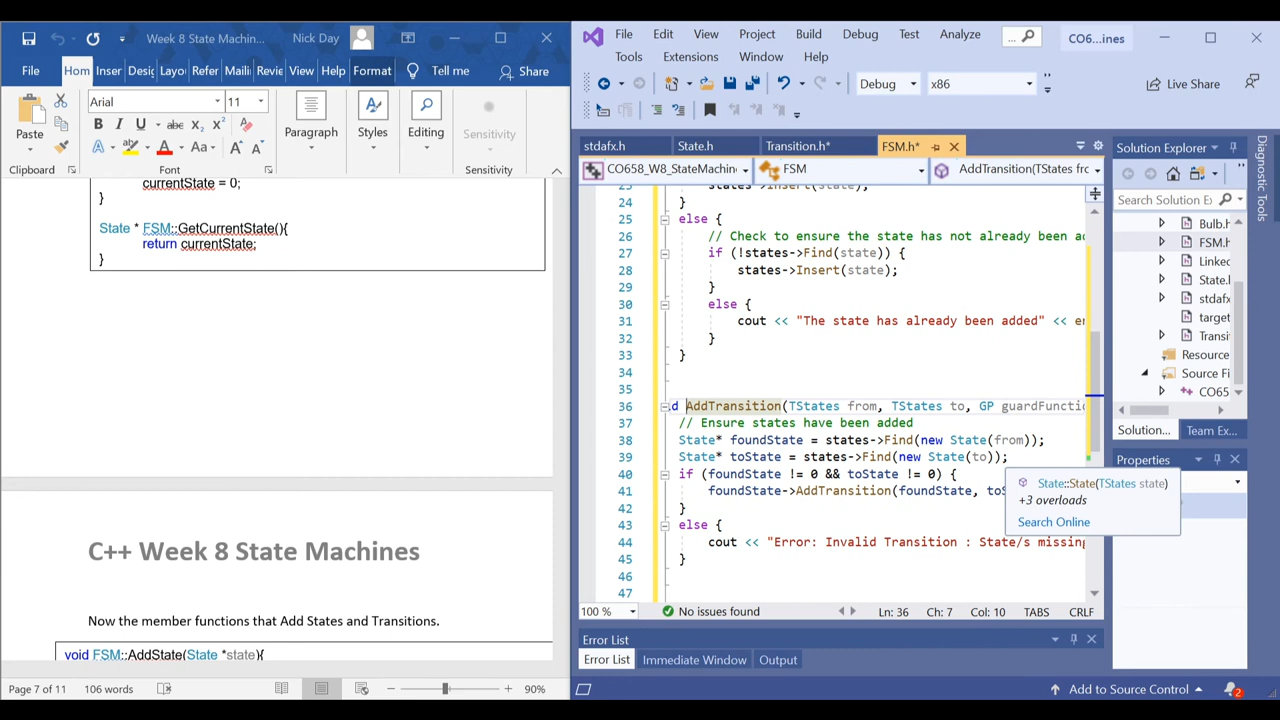 Week 8 State Machin...
Nick Day
File Hom Inser Desig Layo Refer Maili Revie View Help Format Tell me Share
Arial 11
Paste
Paragraph Styles Editing Sensitivity
Clipboard Font Sensitivity
currentState = 0;
}
State * FSM::GetCurrentState(){
return currentState;
}
C++ Week 8 State Machines
Now the member functions that Add States and Transitions.
void FSM::AddState(State *state){
Page 7 of 11 106 words 90%
File Edit View Project Build Debug Test Analyze ... CO6...ines
Tools Extensions Window Help
Debug x86 Live Share
stdafx.h State.h Transition.h* FSM.h*
CO658_W8_StateMachin FSM AddTransition(TStates frc
24 }
25 else {
26 // Check to ensure the state has not already been ad
27 if (!states->Find(state)) {
28 states->Insert(state);
29 }
30 else {
31 cout << "The state has already been added" << en
32 }
33 }
34
35
36 d AddTransition(TStates from, TStates to, GP guardFunctio
37 // Ensure states have been added
38 State* foundState = states->Find(new State(from));
39 State* toState = states->Find(new State(to));
40 if (foundState != 0 && toState != 0) {
41 foundState->AddTransition(foundState, toS
42 }
43 else {
44 cout << "Error: Invalid Transition : State/s missing
45 }
46
47
State::State(TStates state)
+3 overloads
Search Online
100 % No issues found Ln: 36 Ch: 7 Col: 10 TABS CRLF
Error List
Error List Immediate Window Output
Add to Source Control 2
Solution Explorer
Search Solution Ex
Bulb.h
FSM.h
Linked
State.h
stdafx
target
Transi
Resource
Source Fi
CO65
Solution... Team Ex...
Properties
Diagnostic Tools